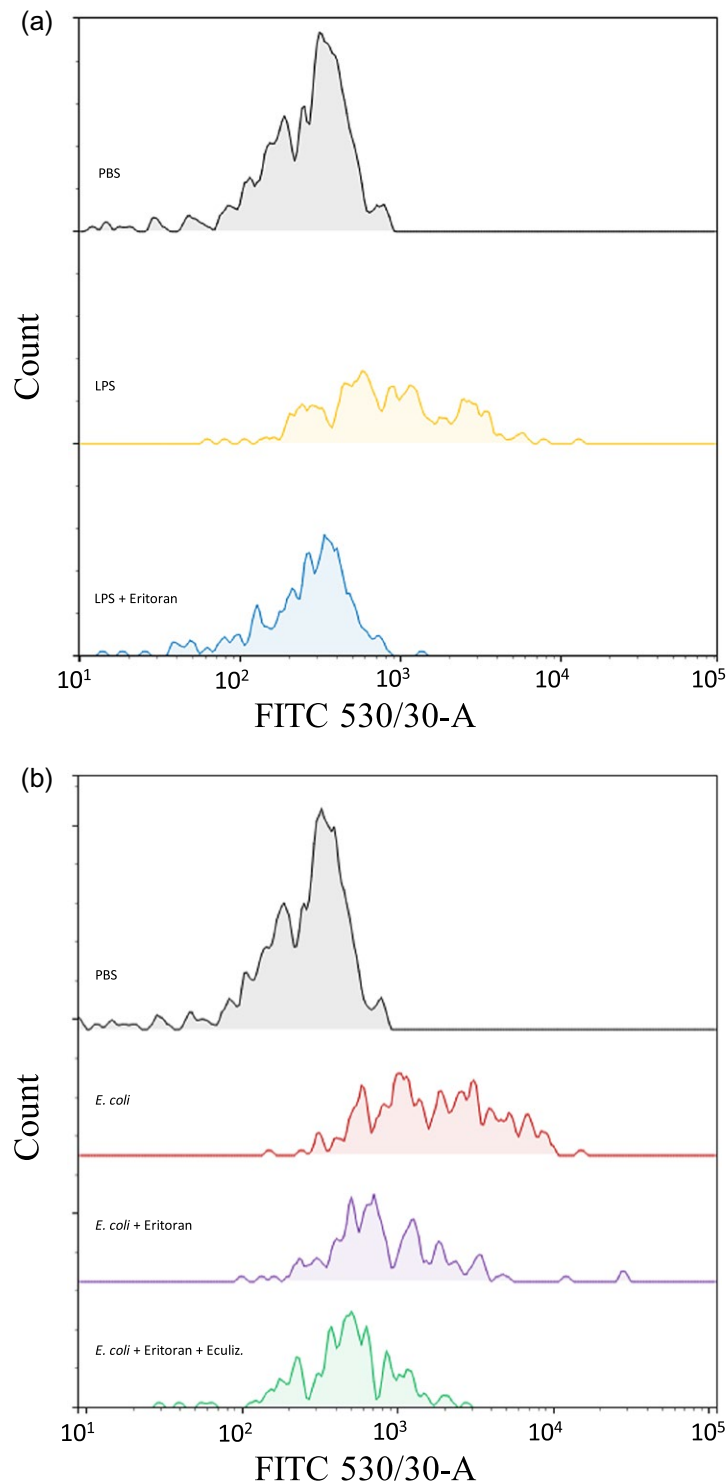 (a)
PBS
LPS
LPS + Eritoran
Count
10¹ 10² 10³ 10⁴ 10⁵
FITC 530/30-A
(b)
PBS
E. coli
E. coli + Eritoran
E. coli + Eritoran + Eculiz.
Count
10¹ 10² 10³ 10⁴ 10⁵
FITC 530/30-A